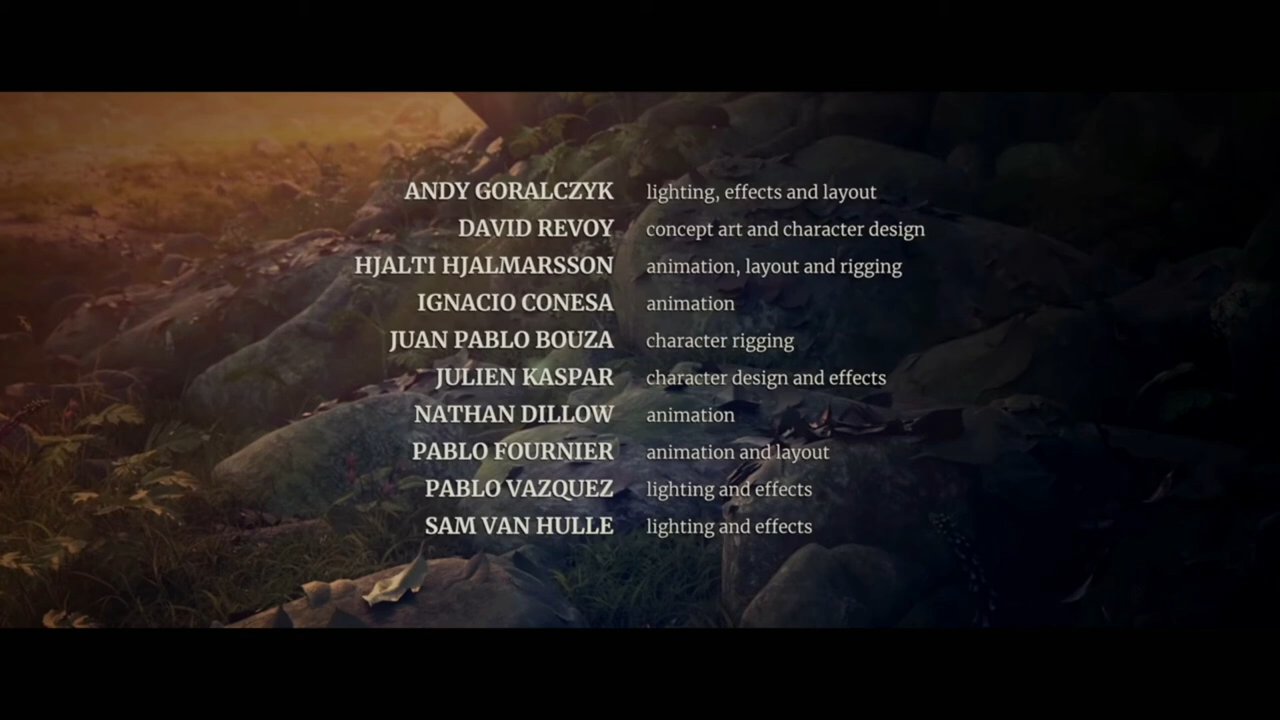 ANDY GORALCZYK lighting, effects and layout
DAVID REVOY concept art and character design
HJALTI HJALMARSSON animation, layout and rigging
IGNACIO CONESA animation
JUAN PABLO BOUZA character rigging
JULIEN KASPAR character design and effects
NATHAN DILLOW animation
PABLO FOURNIER animation and layout
PABLO VAZQUEZ lighting and effects
SAM VAN HULLE lighting and effects